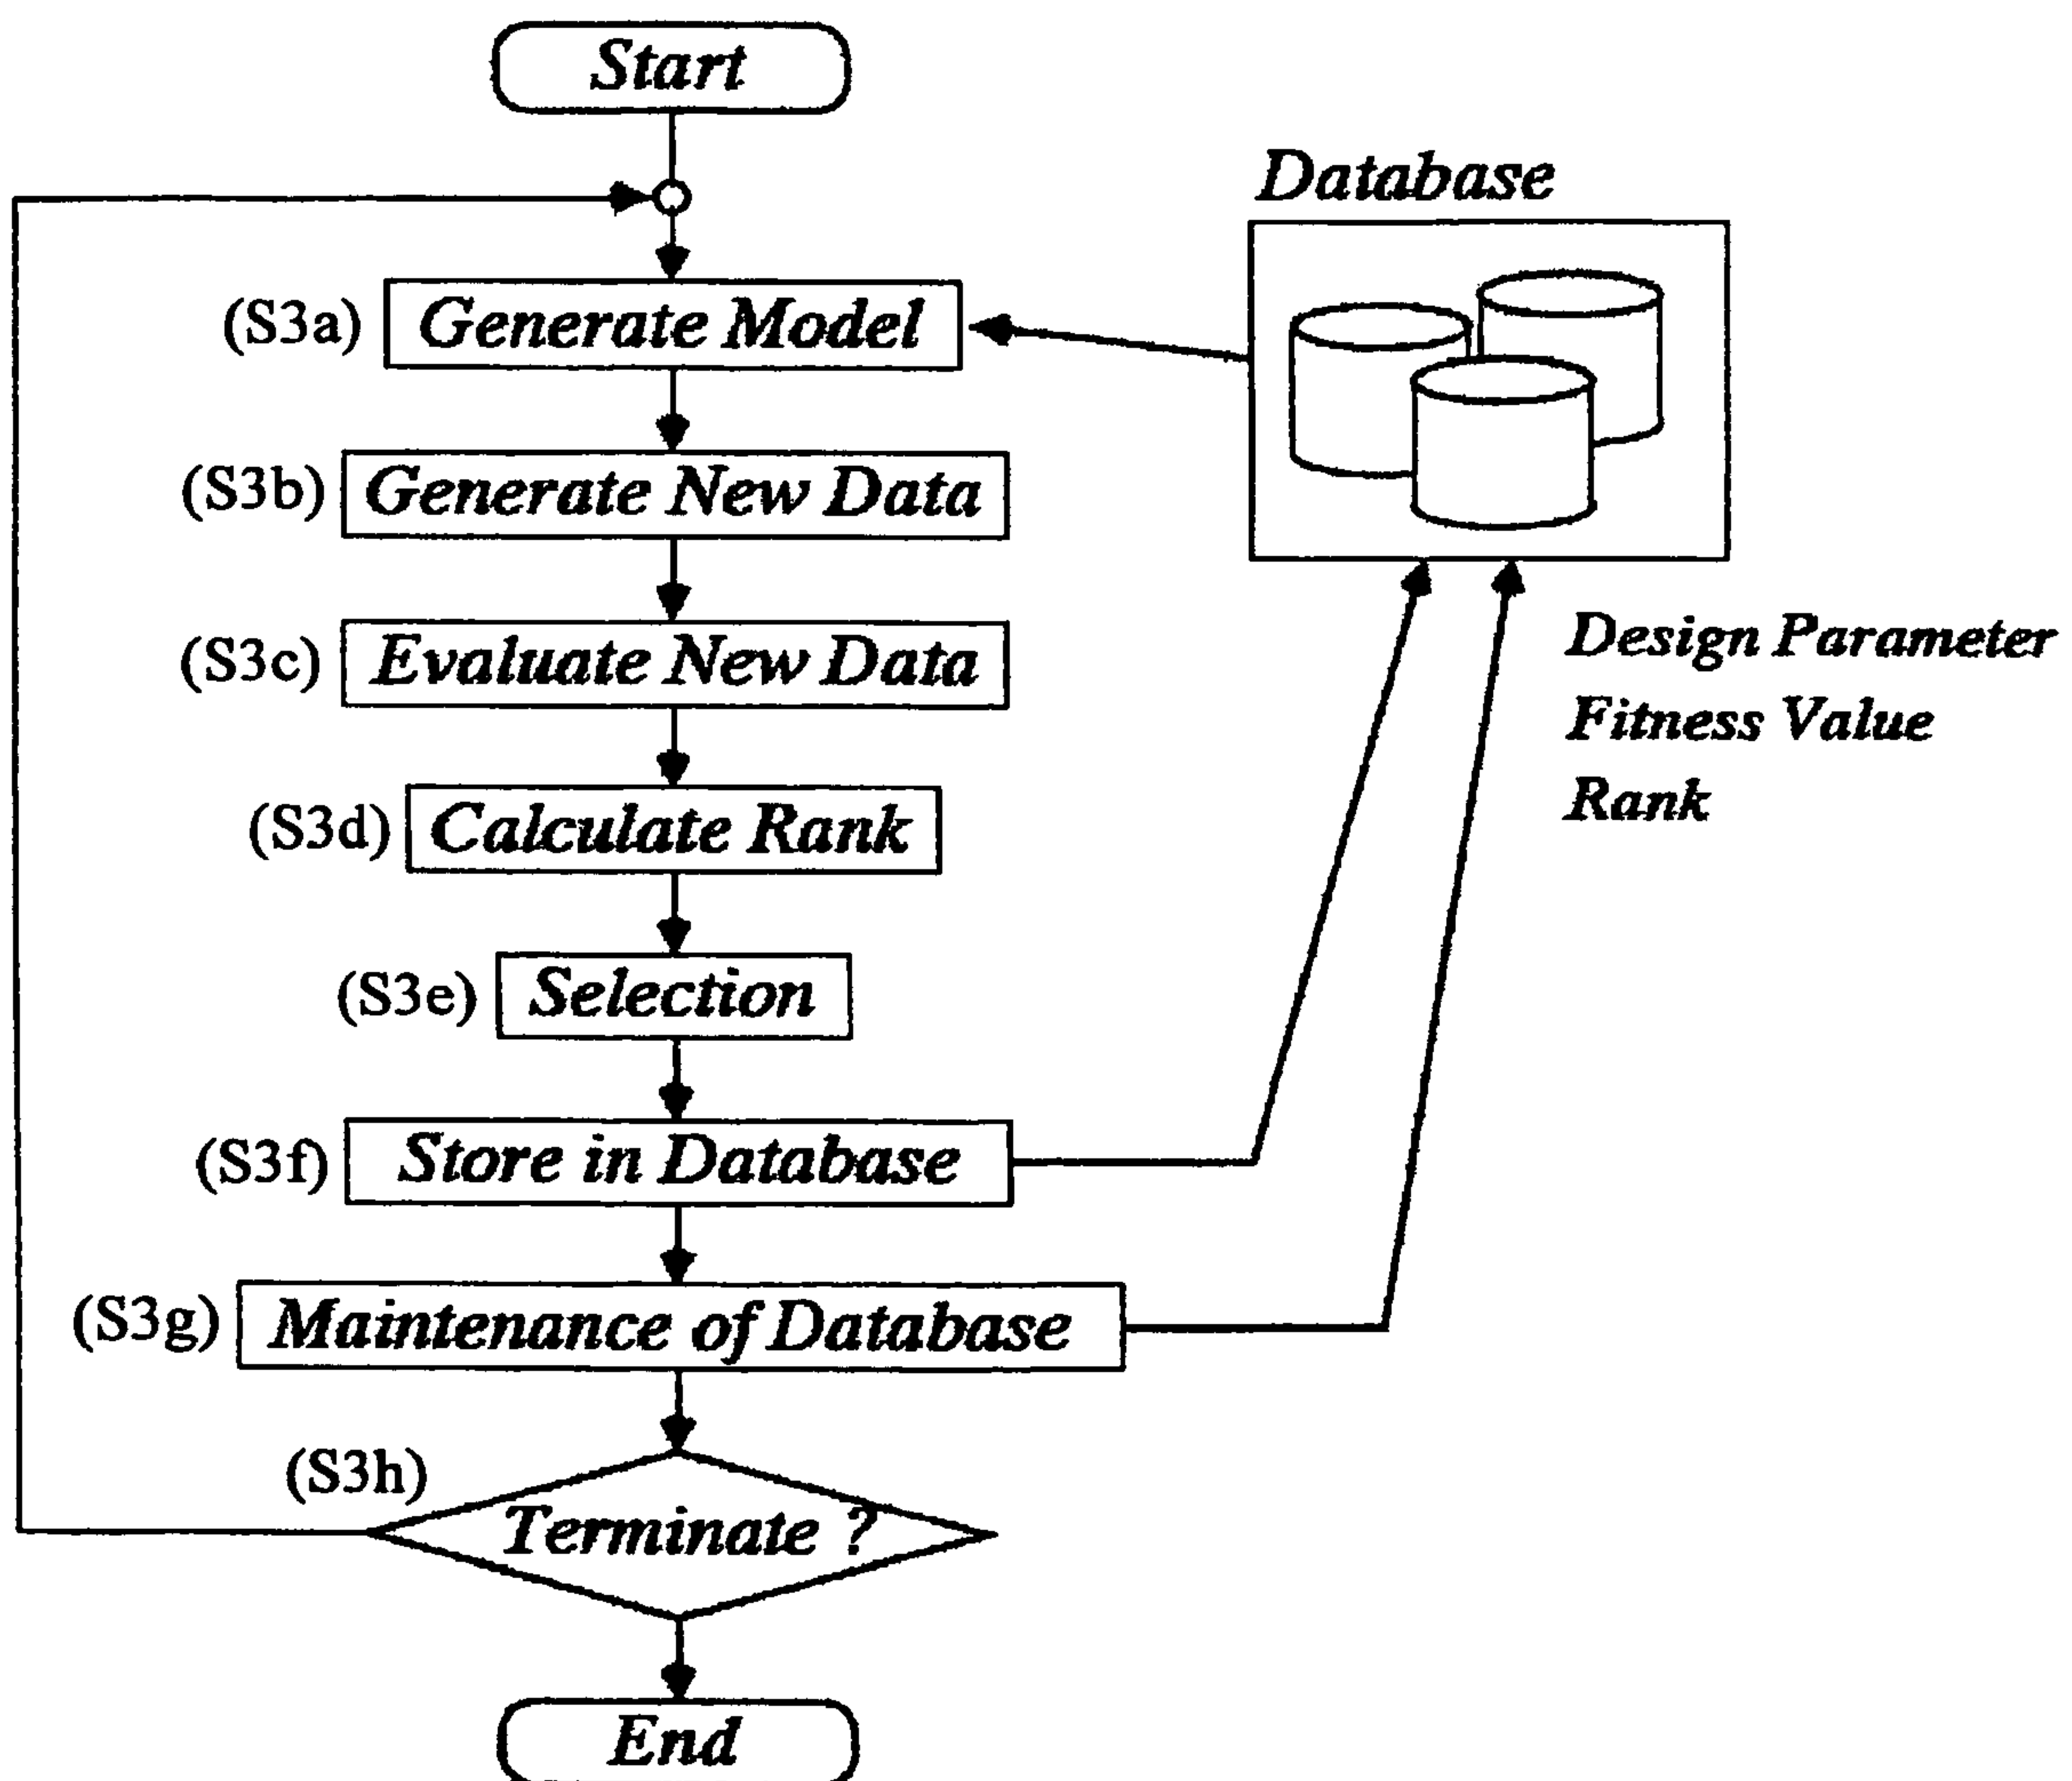 Start
Database
(S3a) Generate Model
(S3b) Generate New Data
(S3c) Evaluate New Data
Design Parameter
Fitness Value
Rank
(S3d) Calculate Rank
(S3e) Selection
(S3f) Store in Database
(S3g) Maintenance of Database
(S3h)
Terminate ?
End